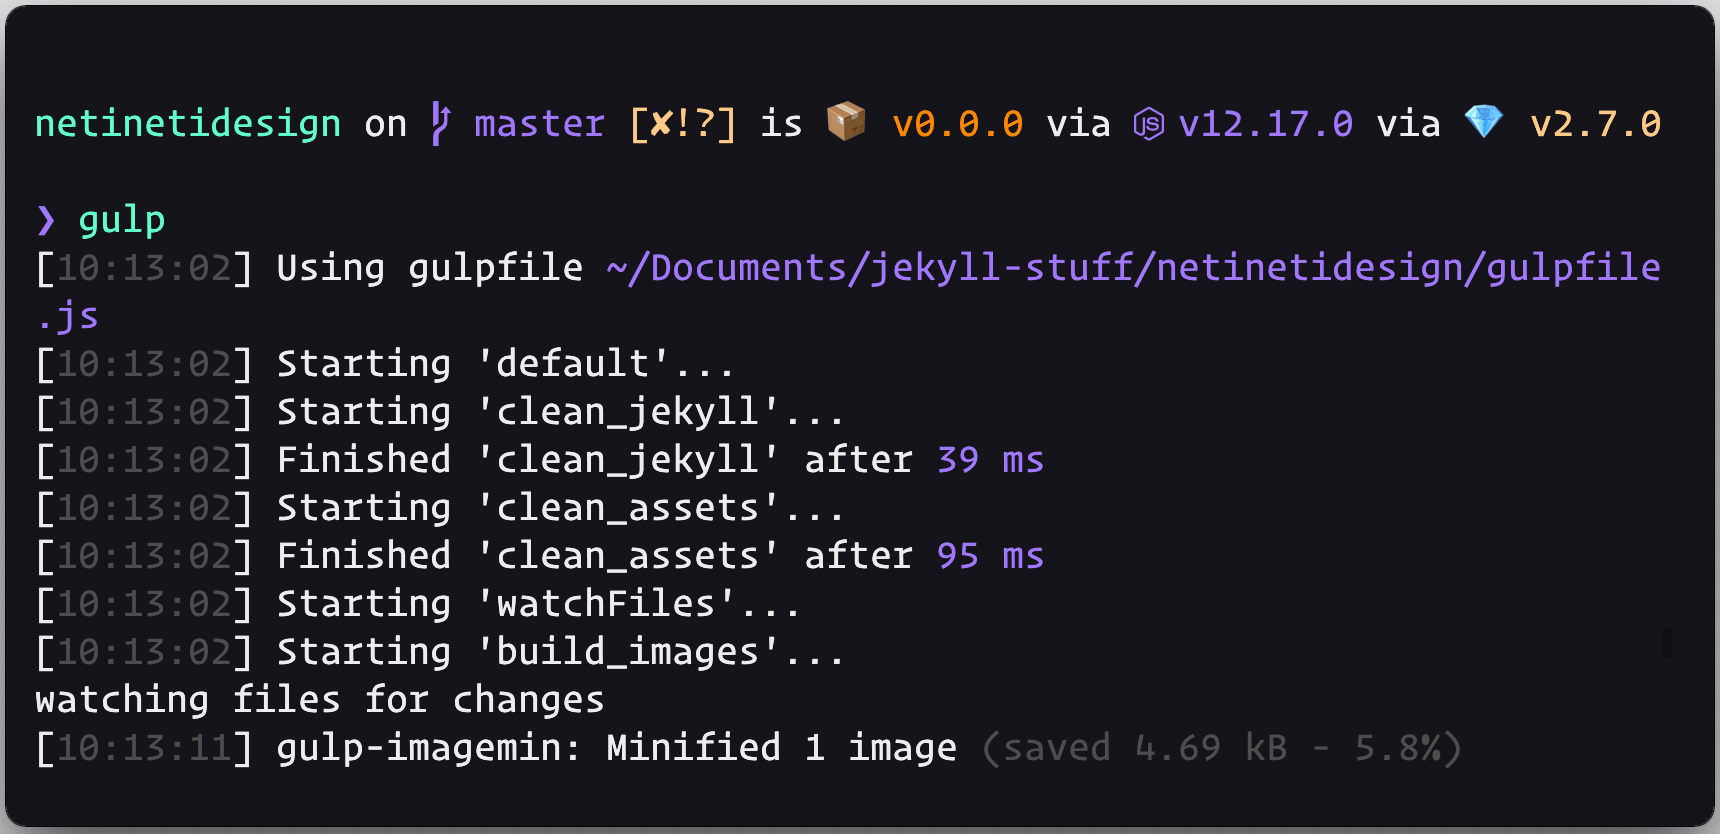 netinetidesign on master [✘!?] is 📦 v0.0.0 via v12.17.0 via 💎 v2.7.0
❯ gulp
[10:13:02] Using gulpfile ~/Documents/jekyll-stuff/netinetidesign/gulpfile
.js
[10:13:02] Starting 'default'...
[10:13:02] Starting 'clean_jekyll'...
[10:13:02] Finished 'clean_jekyll' after 39 ms
[10:13:02] Starting 'clean_assets'...
[10:13:02] Finished 'clean_assets' after 95 ms
[10:13:02] Starting 'watchFiles'...
[10:13:02] Starting 'build_images'...
watching files for changes
[10:13:11] gulp-imagemin: Minified 1 image (saved 4.69 kB - 5.8%)